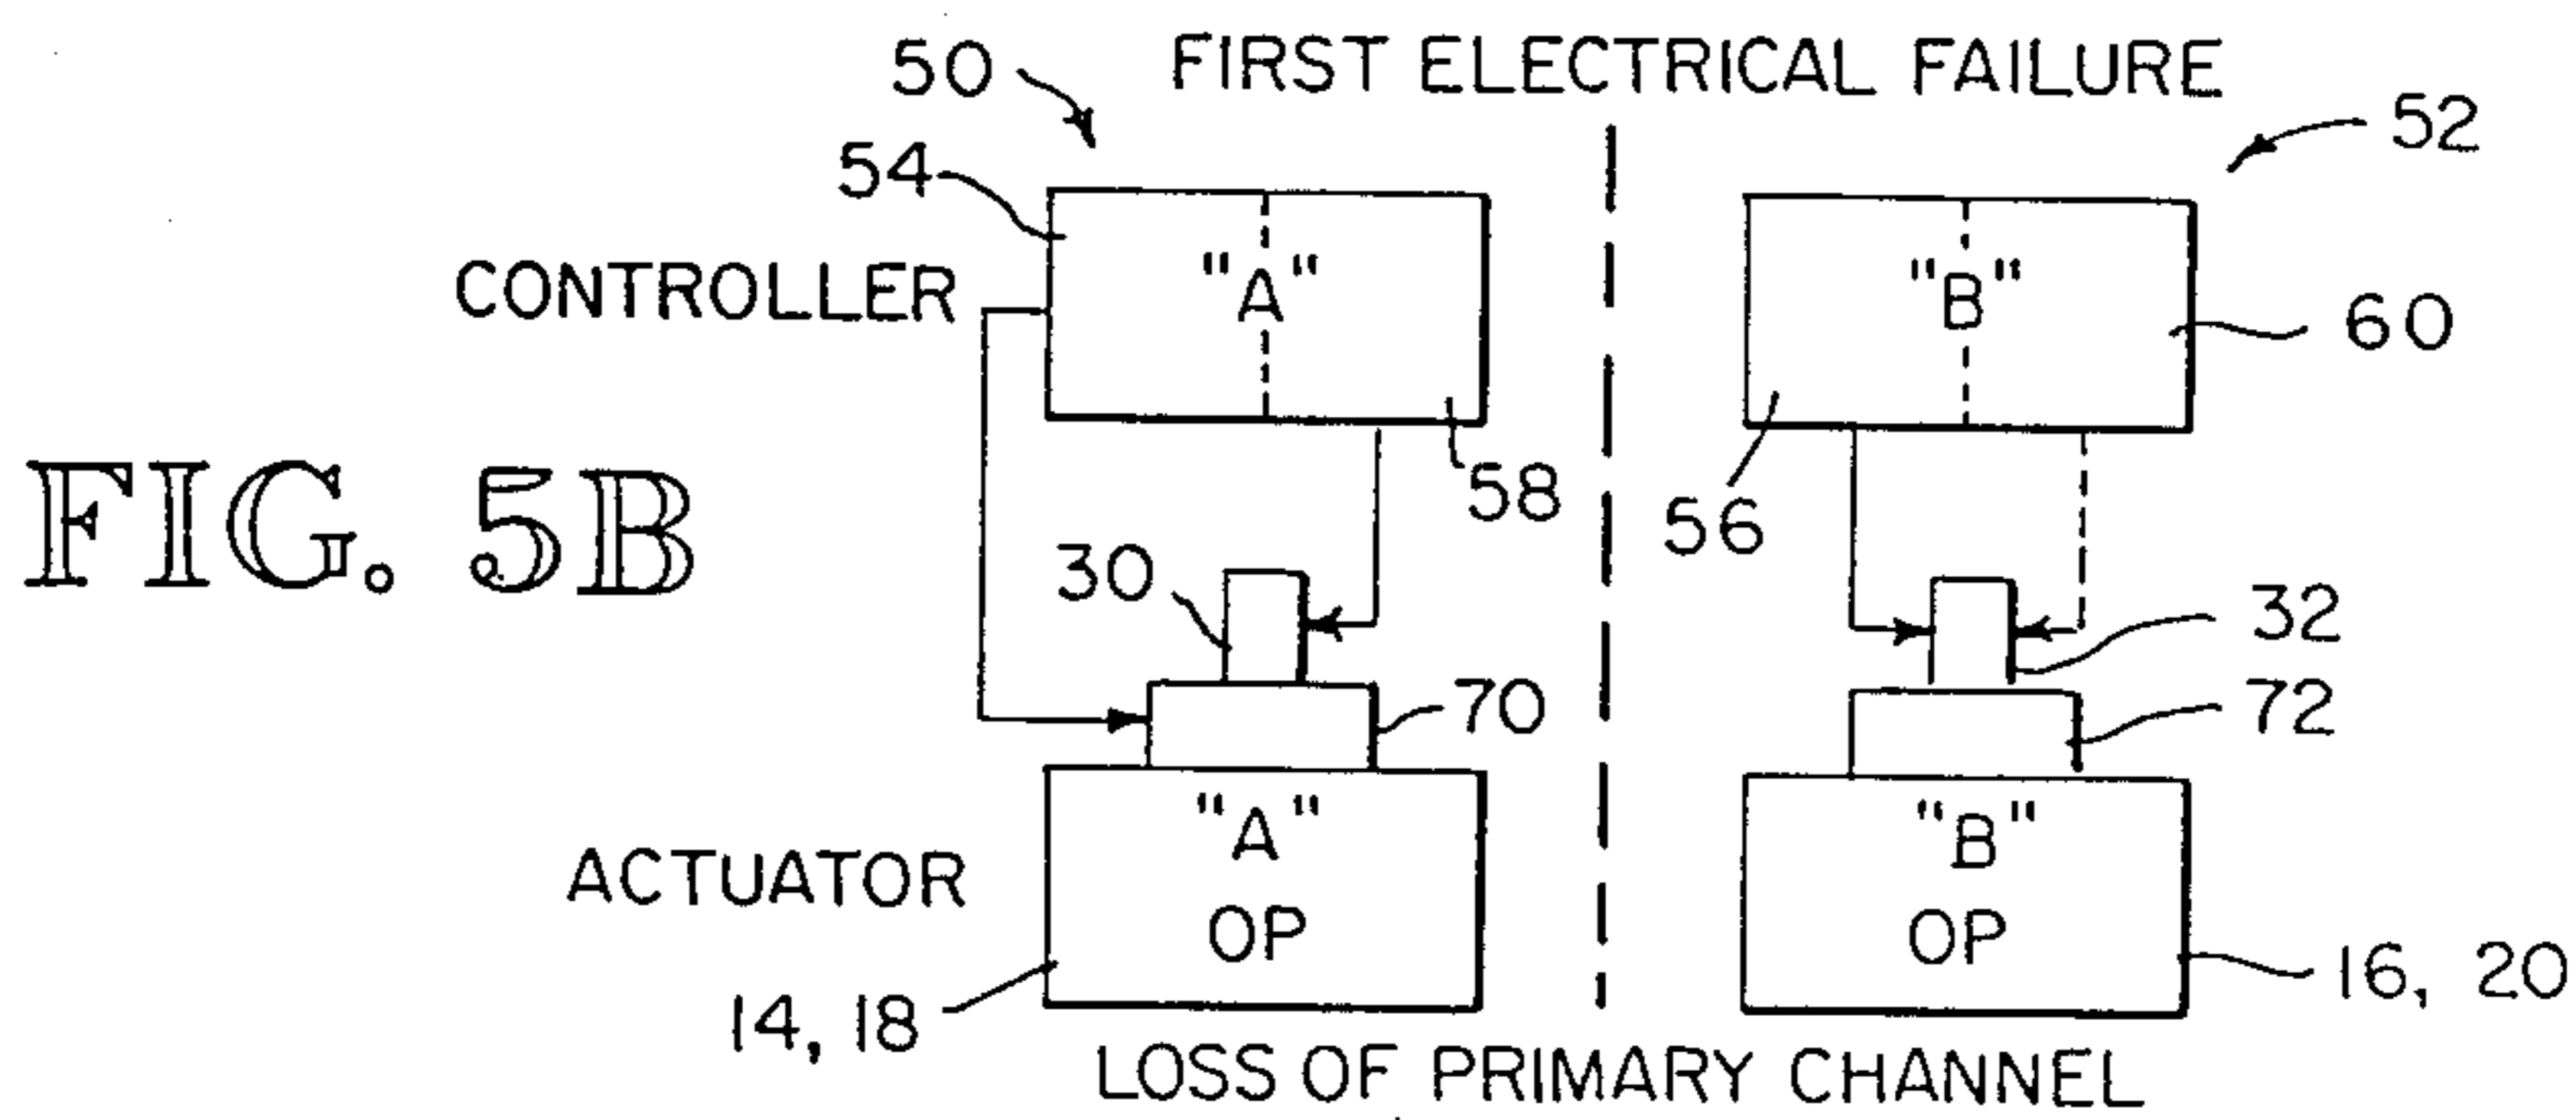 FIRST ELECTRICAL FAILURE
50
52
54
CONTROLLER
"A"
"B"
60
58
56
FIG. 5B
30
32
70
72
ACTUATOR
"A"
OP
"B"
OP
14, 18
16, 20
LOSS OF PRIMARY CHANNEL